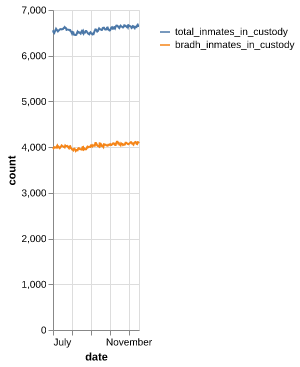 7,000
6,000
5,000
4,000
3,000
2,000
1,000
0
count
July
November
date
total_inmates_in_custody
bradh_inmates_in_custody